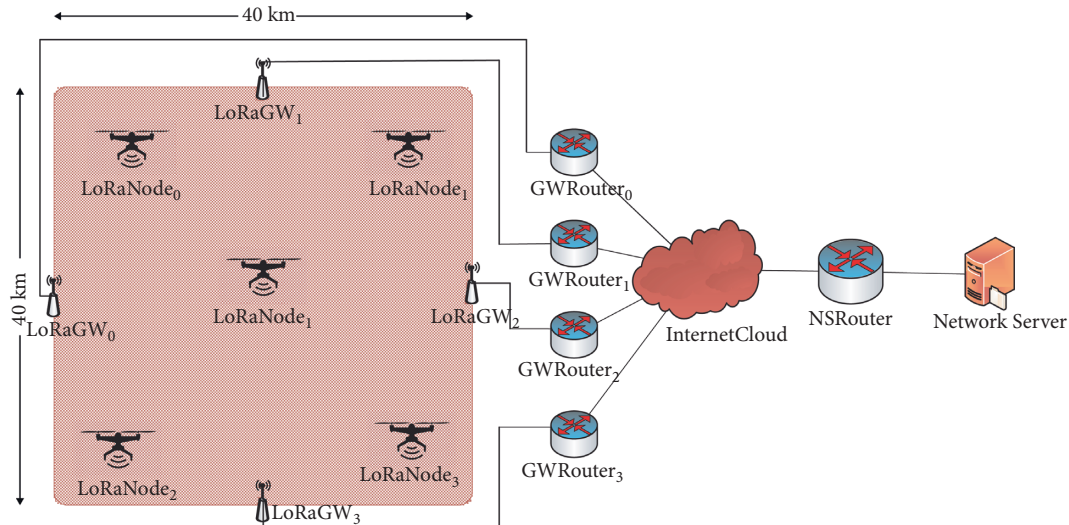 40 km
LoRaGW1
LoRaNode0
LoRaNode1
GWRouter0
40 km
LoRaGW0
LoRaNode1
LoRaGW2
GWRouter1
InternetCloud
NSRouter
Network Server
GWRouter2
LoRaNode2
LoRaNode3
GWRouter3
LoRaGW3